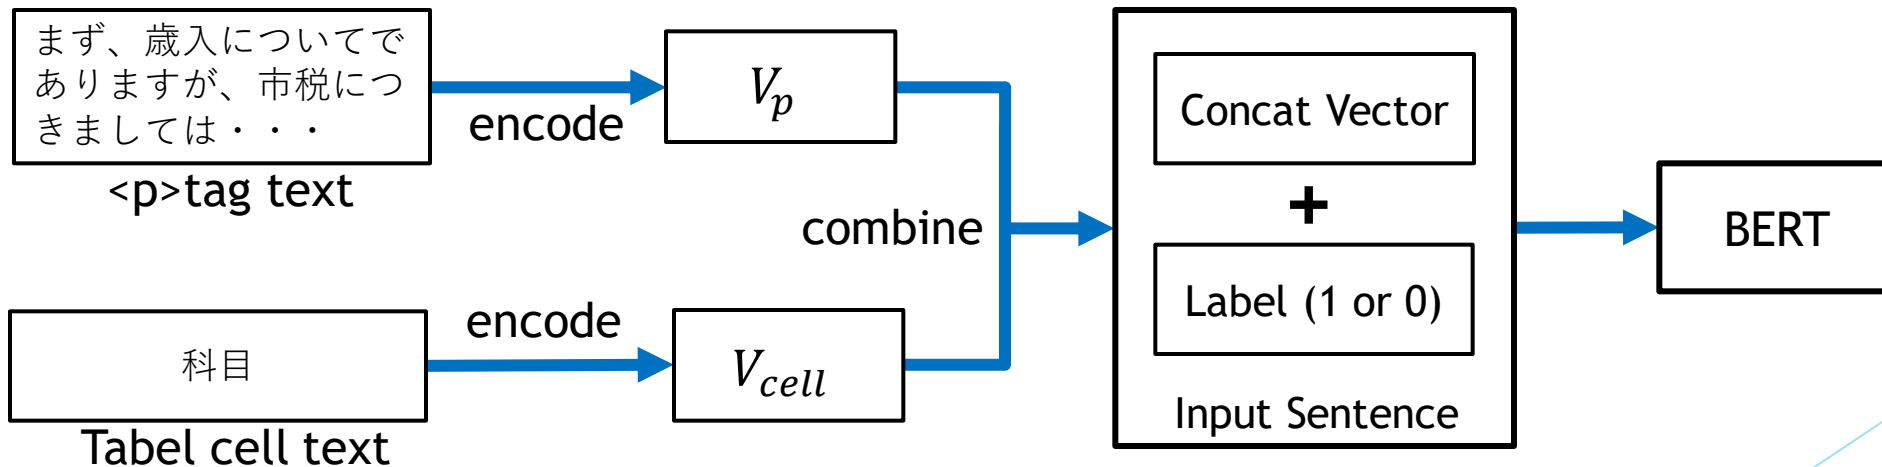 まず、歳入についてで
ありますが、市税につ
きましては・・・
<p>tag text
encode
V_p
科目
Tabel cell text
encode
V_cell
combine
Concat Vector
+
Label (1 or 0)
Input Sentence
BERT